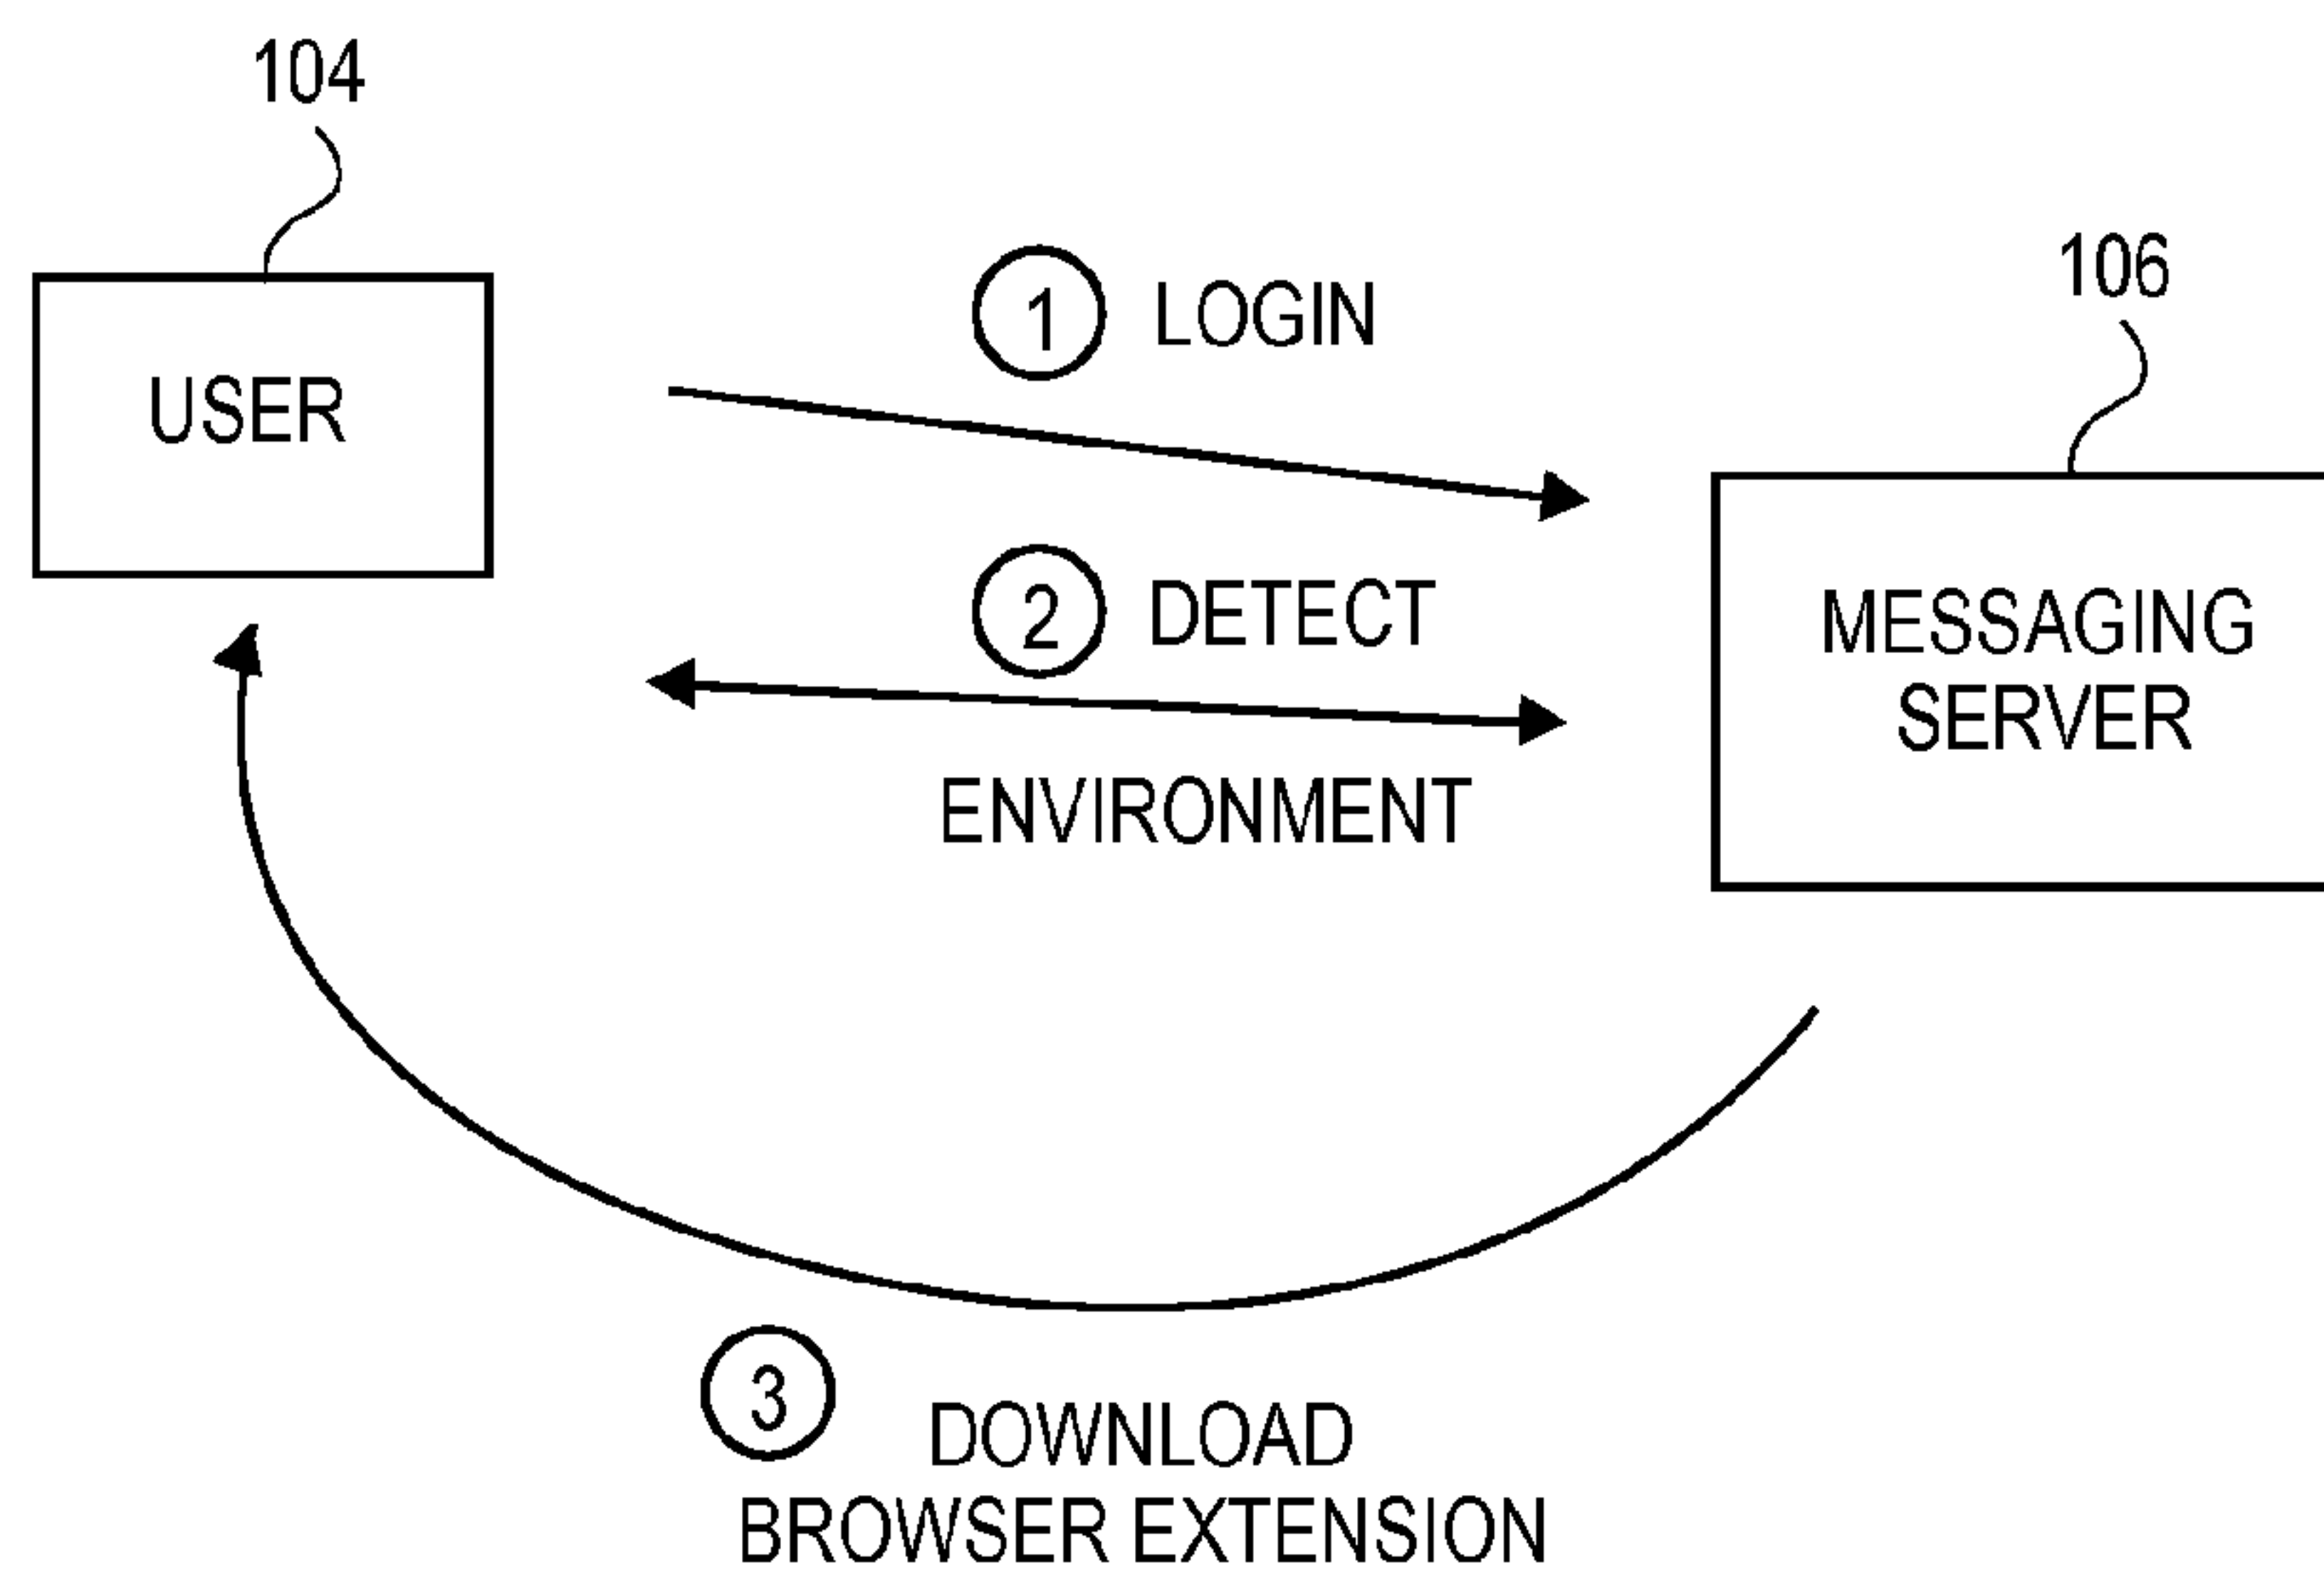 104
USER
1 LOGIN
106
2 DETECT
ENVIRONMENT
MESSAGING
SERVER
3 DOWNLOAD
BROWSER EXTENSION